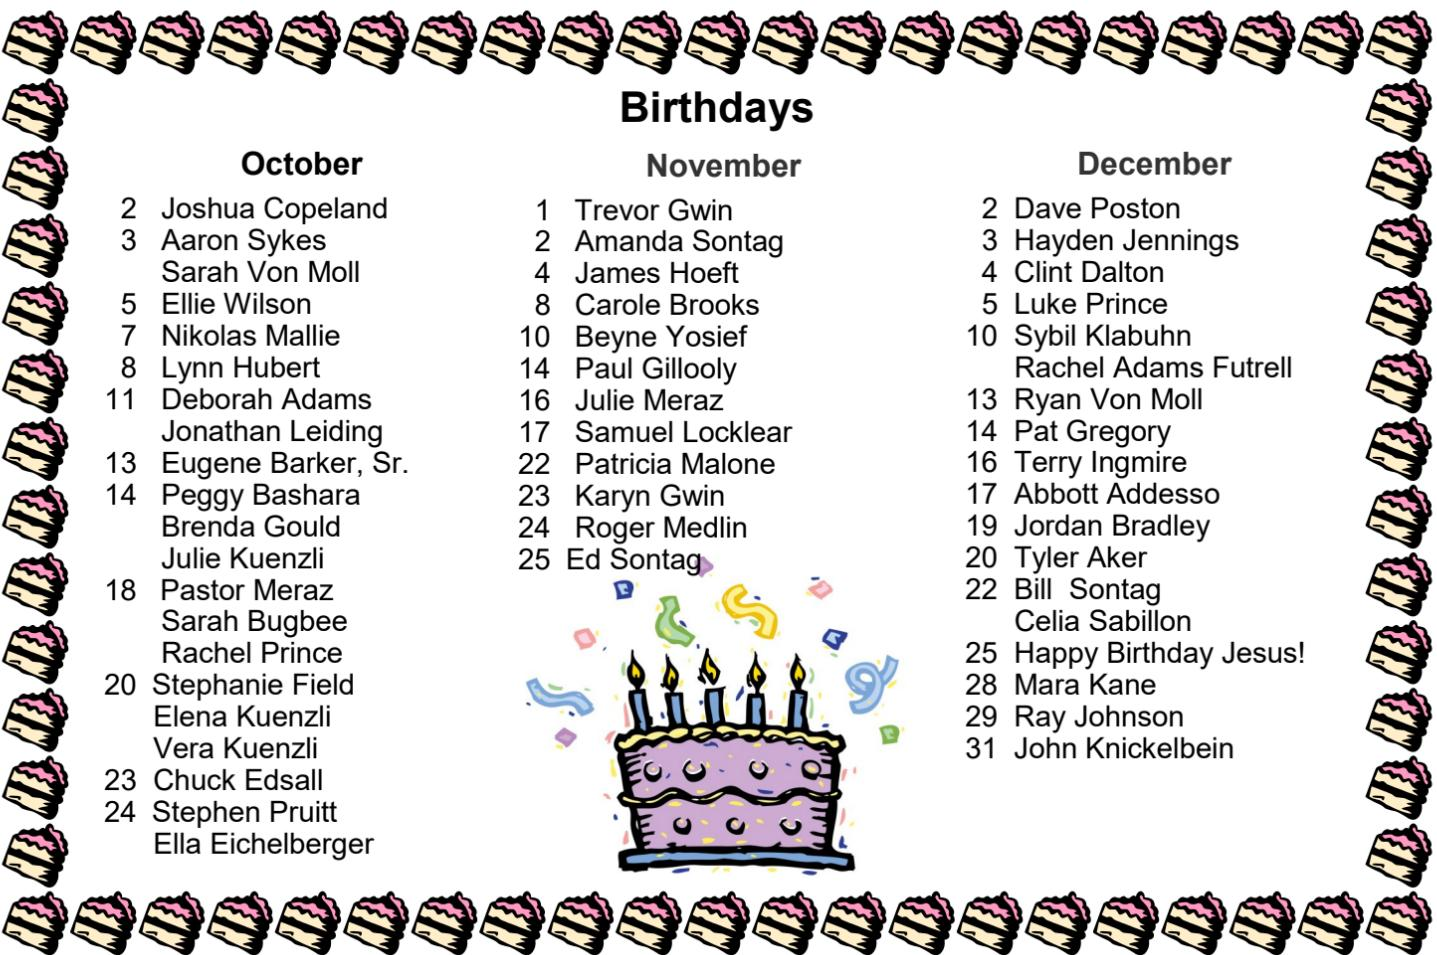 Birthdays
October
2 Joshua Copeland
3 Aaron Sykes
Sarah Von Moll
5 Ellie Wilson
7 Nikolas Mallie
8 Lynn Hubert
11 Deborah Adams
Jonathan Leiding
13 Eugene Barker, Sr.
14 Peggy Bashara
Brenda Gould
Julie Kuenzli
18 Pastor Meraz
Sarah Bugbee
Rachel Prince
20 Stephanie Field
Elena Kuenzli
Vera Kuenzli
23 Chuck Edsall
24 Stephen Pruitt
Ella Eichelberger
November
1 Trevor Gwin
2 Amanda Sontag
4 James Hoeft
8 Carole Brooks
10 Beyne Yosief
14 Paul Gillooly
16 Julie Meraz
17 Samuel Locklear
22 Patricia Malone
23 Karyn Gwin
24 Roger Medlin
25 Ed Sontag
December
2 Dave Poston
3 Hayden Jennings
4 Clint Dalton
5 Luke Prince
10 Sybil Klabuhn
Rachel Adams Futrell
13 Ryan Von Moll
14 Pat Gregory
16 Terry Ingmire
17 Abbott Addesso
19 Jordan Bradley
20 Tyler Aker
22 Bill  Sontag
Celia Sabillon
25 Happy Birthday Jesus!
28 Mara Kane
29 Ray Johnson
31 John Knickelbein